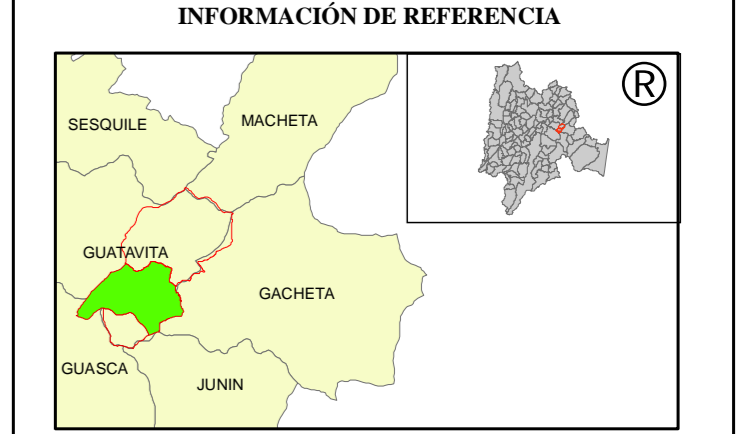 INFORMACIÓN DE REFERENCIA
®
SESQUILE
MACHETA
GUATAVITA
GACHETA
GUASCA
JUNIN